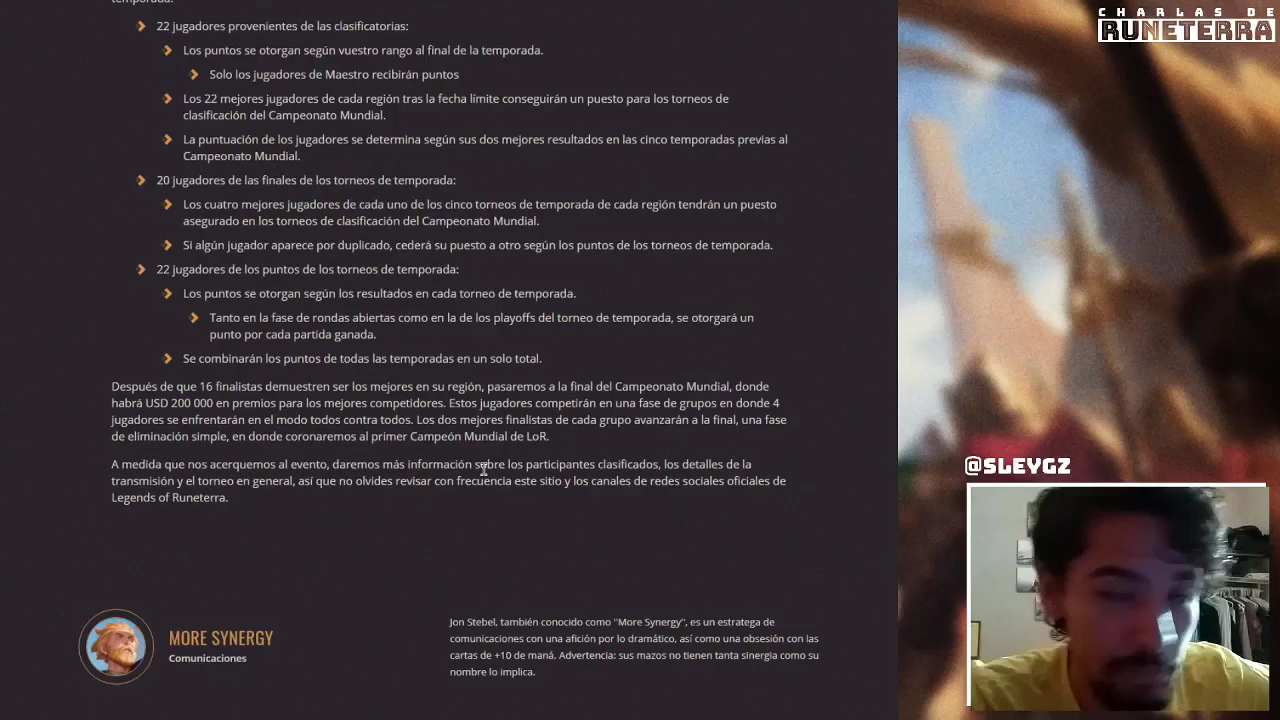 temporada:
22 jugadores provenientes de las clasificatorias:
Los puntos se otorgan según vuestro rango al final de la temporada.
Solo los jugadores de Maestro recibirán puntos
Los 22 mejores jugadores de cada región tras la fecha límite conseguirán un puesto para los torneos de
clasificación del Campeonato Mundial.
La puntuación de los jugadores se determina según sus dos mejores resultados en las cinco temporadas previas al
Campeonato Mundial.
20 jugadores de las finales de los torneos de temporada:
Los cuatro mejores jugadores de cada uno de los cinco torneos de temporada de cada región tendrán un puesto
asegurado en los torneos de clasificación del Campeonato Mundial.
Si algún jugador aparece por duplicado, cederá su puesto a otro según los puntos de los torneos de temporada.
22 jugadores de los puntos de los torneos de temporada:
Los puntos se otorgan según los resultados en cada torneo de temporada.
Tanto en la fase de rondas abiertas como en la de los playoffs del torneo de temporada, se otorgará un
punto por cada partida ganada.
Se combinarán los puntos de todas las temporadas en un solo total.
Después de que 16 finalistas demuestren ser los mejores en su región, pasaremos a la final del Campeonato Mundial, donde
habrá USD 200 000 en premios para los mejores competidores. Estos jugadores competirán en una fase de grupos en donde 4
jugadores se enfrentarán en el modo todos contra todos. Los dos mejores finalistas de cada grupo avanzarán a la final, una fase
de eliminación simple, en donde coronaremos al primer Campeón Mundial de LoR.
A medida que nos acerquemos al evento, daremos más información sobre los participantes clasificados, los detalles de la
transmisión y el torneo en general, así que no olvides revisar con frecuencia este sitio y los canales de redes sociales oficiales de
Legends of Runeterra.
MORE SYNERGY
Comunicaciones
Jon Stebel, también conocido como "More Synergy", es un estratega de
comunicaciones con una afición por lo dramático, así como una obsesión con las
cartas de +10 de maná. Advertencia: sus mazos no tienen tanta sinergia como su
nombre lo implica.
CHARLAS DE
RUNETERRA
@SLEYGZ